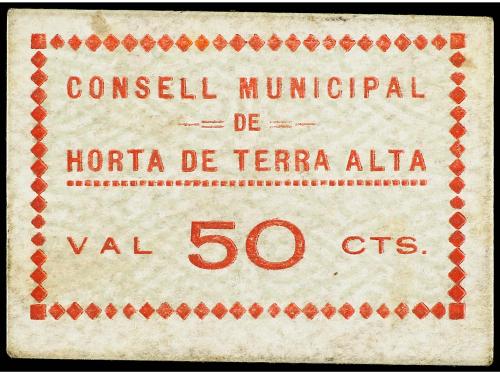 CONSELL MUNICIPAL
DE
HORTA DE TERRA ALTA
VAL 50 CTS.